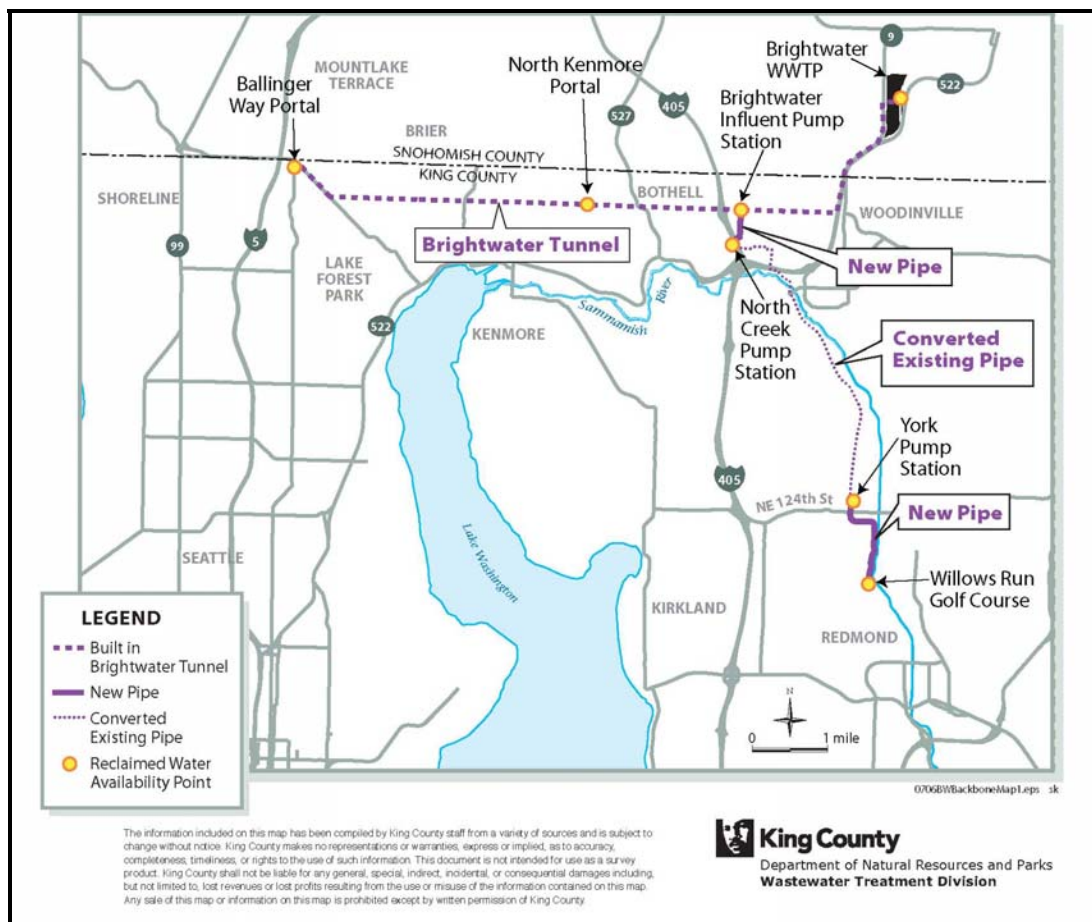 9
Brightwater
WWTP
522
North Kenmore
Portal
MOUNTLAKE
TERRACE
Ballinger
Way Portal
405
Brightwater
Influent Pump
Station
527
BRIER
SNOHOMISH COUNTY
KING COUNTY
SHORELINE
BOTHELL
WOODINVILLE
99
5
Brightwater Tunnel
New Pipe
LAKE
FOREST
PARK
522
KENMORE
Sammamish
River
North
Creek
Pump
Station
Converted
Existing Pipe
York
Pump
Station
405
NE 124th St
New Pipe
Lake Washington
SEATTLE
Willows Run
Golf Course
KIRKLAND
REDMOND
LEGEND
Built in
Brightwater Tunnel
New Pipe
Converted
Existing Pipe
Reclaimed Water
Availability Point
N
0 1 mile
0706BWBackboneMap1.eps sk
The information included on this map has been compiled by King County staff from a variety of sources and is subject to
change without notice. King County makes no representations or warranties, express or implied, as to accuracy,
completeness, timeliness, or rights to the use of such information. This document is not intended for use as a survey
product. King County shall not be liable for any general, special, indirect, incidental, or consequential damages including,
but not limited to, lost revenues or lost profits resulting from the use or misuse of the information contained on this map.
Any sale of this map or information on this map is prohibited except by written permission of King County.
King County
Department of Natural Resources and Parks
Wastewater Treatment Division